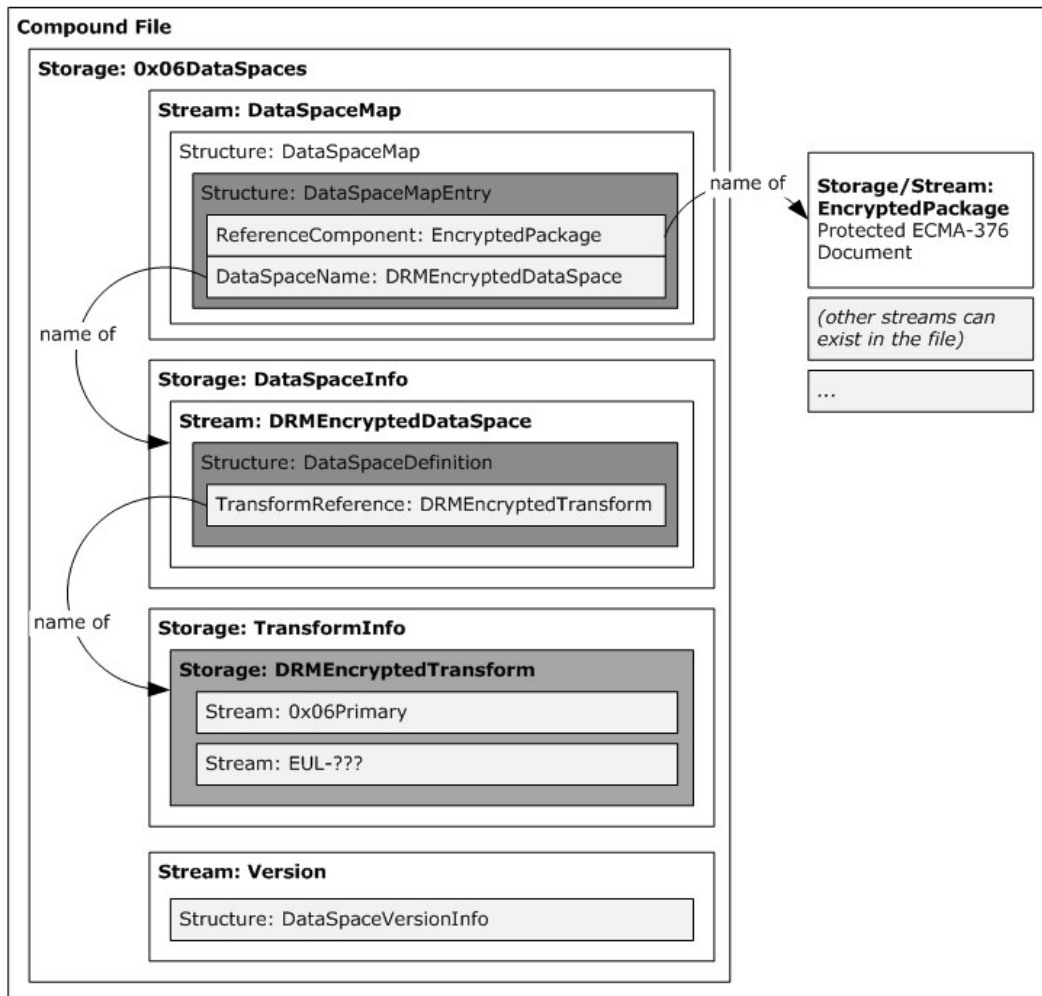 Compound File
Storage: 0x06DataSpaces
Stream: DataSpaceMap
Structure: DataSpaceMap
Structure: DataSpaceMapEntry
ReferenceComponent: EncryptedPackage
DataSpaceName: DRMEncryptedDataSpace
name of
Storage/Stream:
EncryptedPackage
Protected ECMA-376
Document
(other streams can
exist in the file)
...
name of
Storage: DataSpaceInfo
Stream: DRMEncryptedDataSpace
Structure: DataSpaceDefinition
TransformReference: DRMEncryptedTransform
name of
Storage: TransformInfo
Storage: DRMEncryptedTransform
Stream: 0x06Primary
Stream: EUL-???
Stream: Version
Structure: DataSpaceVersionInfo